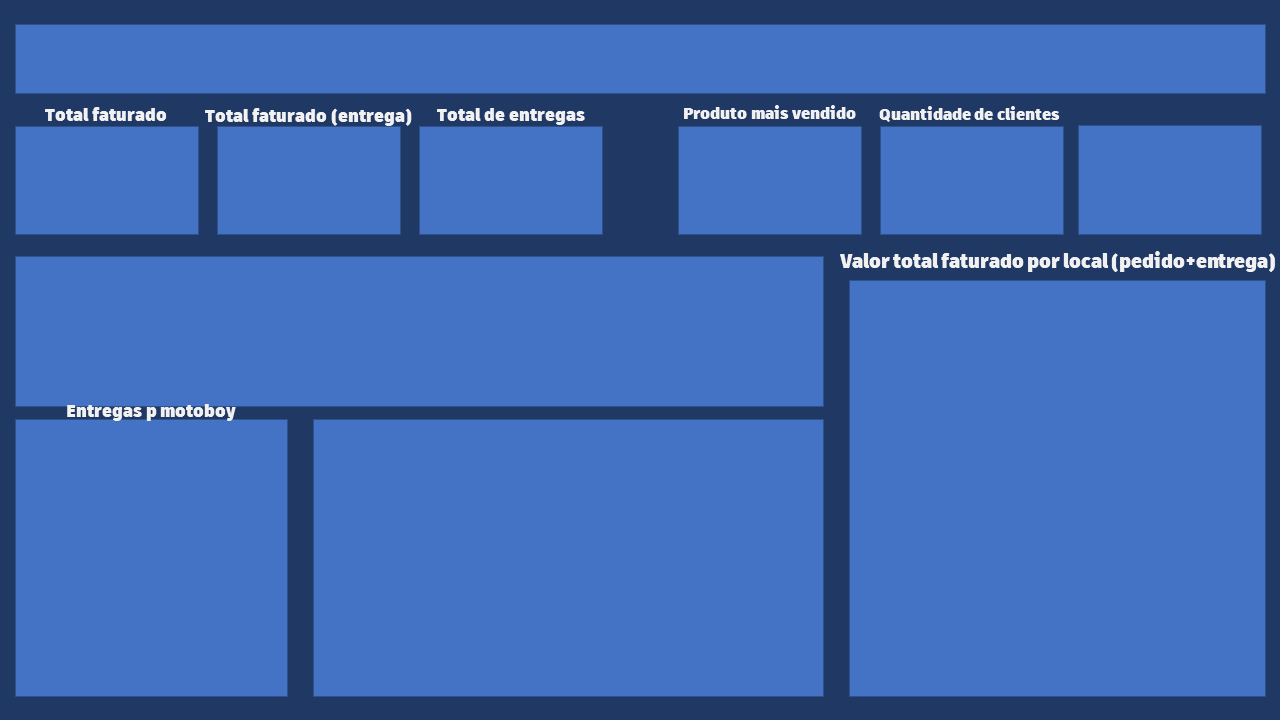 Total faturado
Total faturado (entrega)
Total de entregas
Produto mais vendido
Quantidade de clientes
Valor total faturado por local (pedido+entrega)
Entregas p motoboy